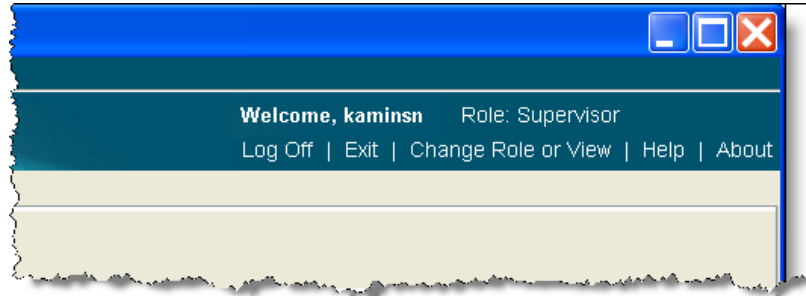 Welcome, kaminsn Role: Supervisor
Log Off | Exit | Change Role or View | Help | About